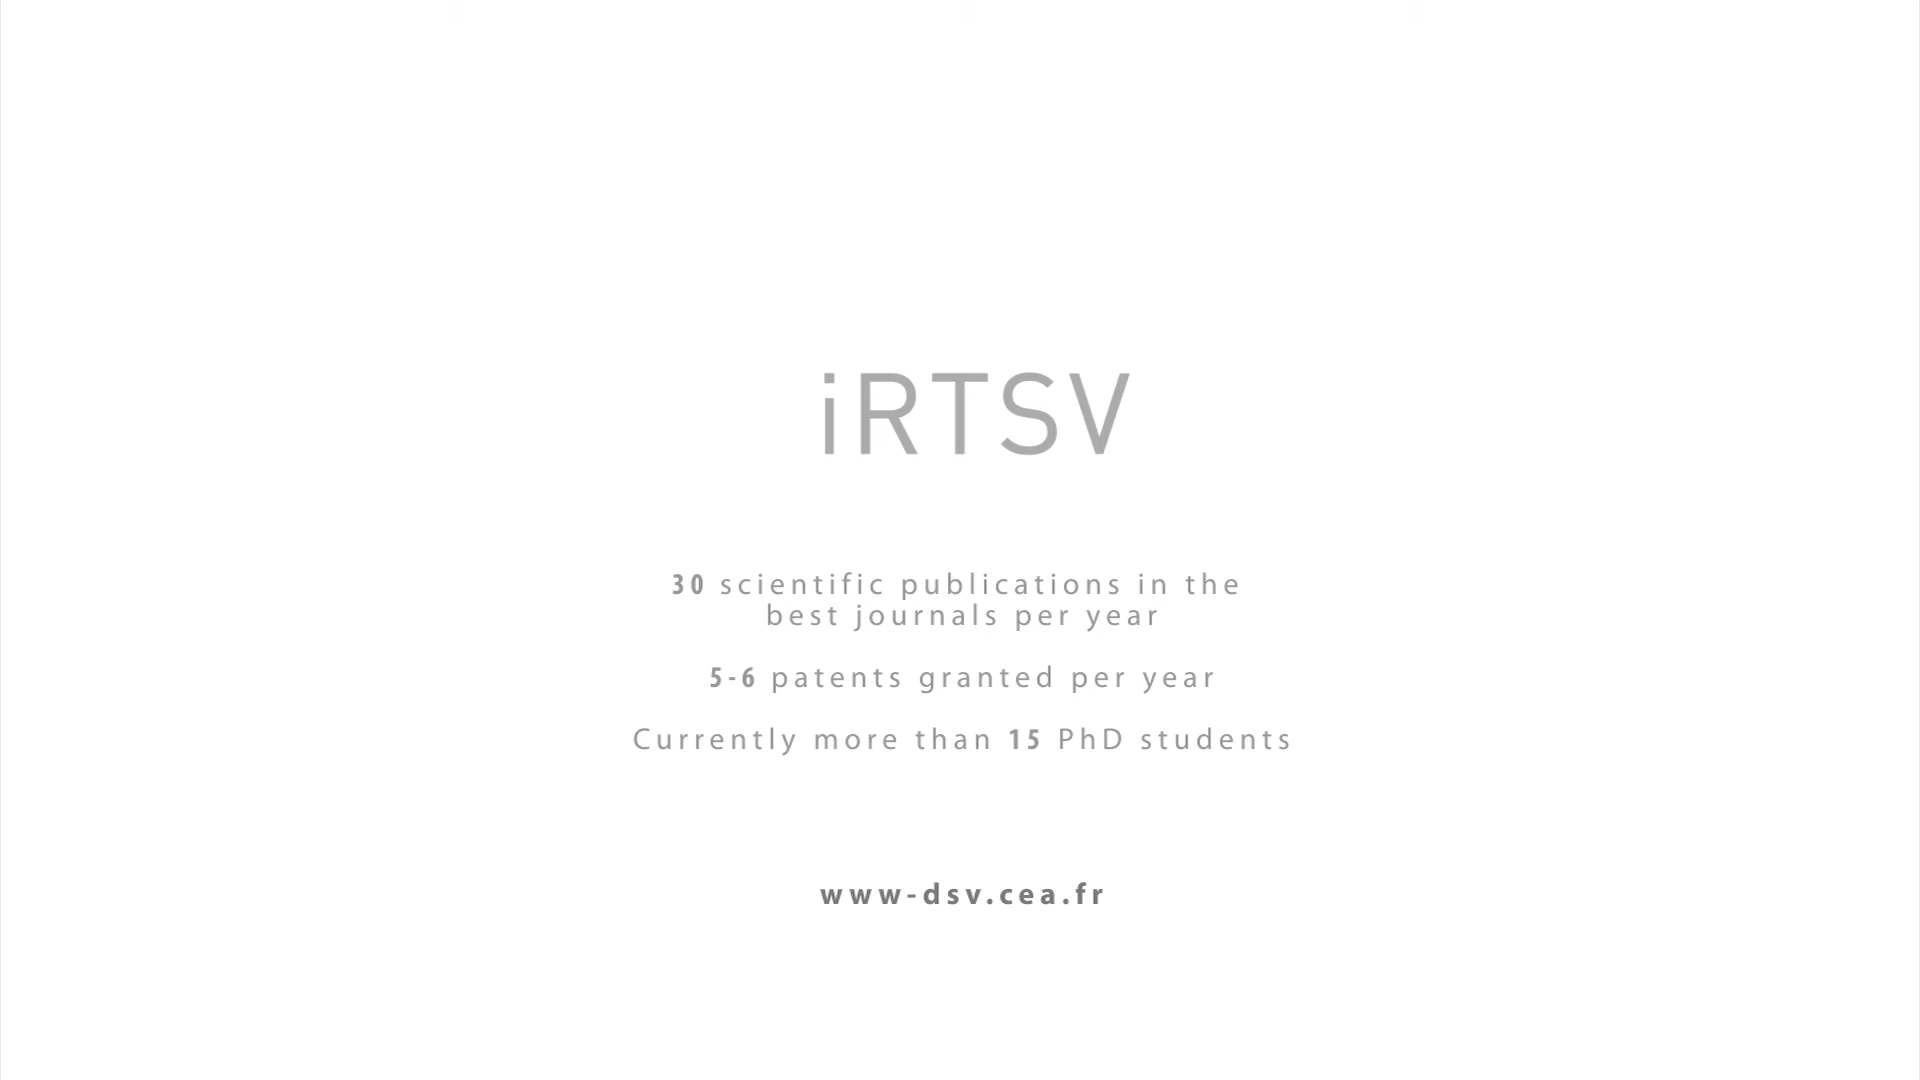 iRTSV
30 scientific publications in the
best journals per year
5-6 patents granted per year
Currently more than 15 PhD students
www-dsv.cea.fr